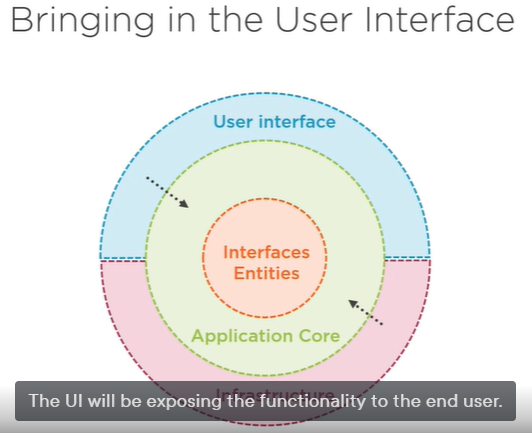 Bringing in the User Interface
User interface
Interfaces
Entities
Application Core
Infrastructure
The UI will be exposing the functionality to the end user.